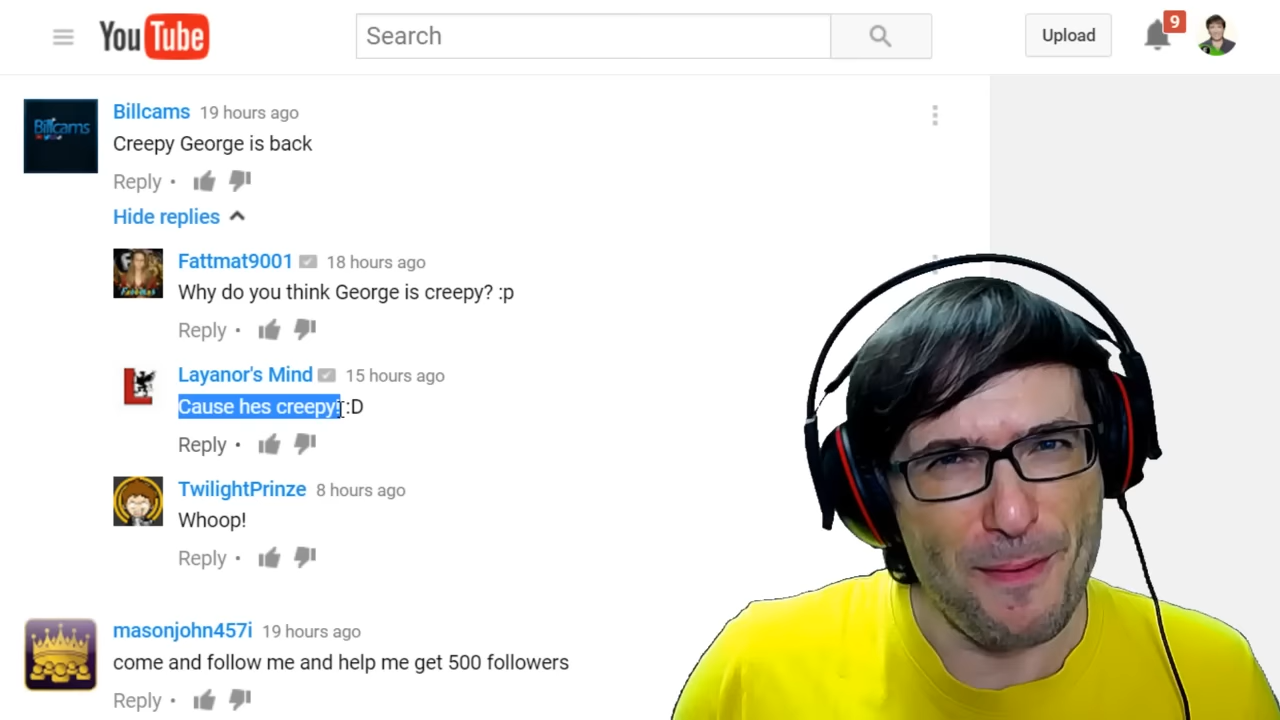 YouTube
Search
Upload
9
Billcams
Billcams 19 hours ago
Creepy George is back
Reply •
Hide replies
Fattmat9001 18 hours ago
Why do you think George is creepy? :p
Reply •
Layanor's Mind 15 hours ago
Cause hes creepy :D
Reply •
TwilightPrinze 8 hours ago
Whoop!
Reply •
masonjohn457i 19 hours ago
come and follow me and help me get 500 followers
Reply •